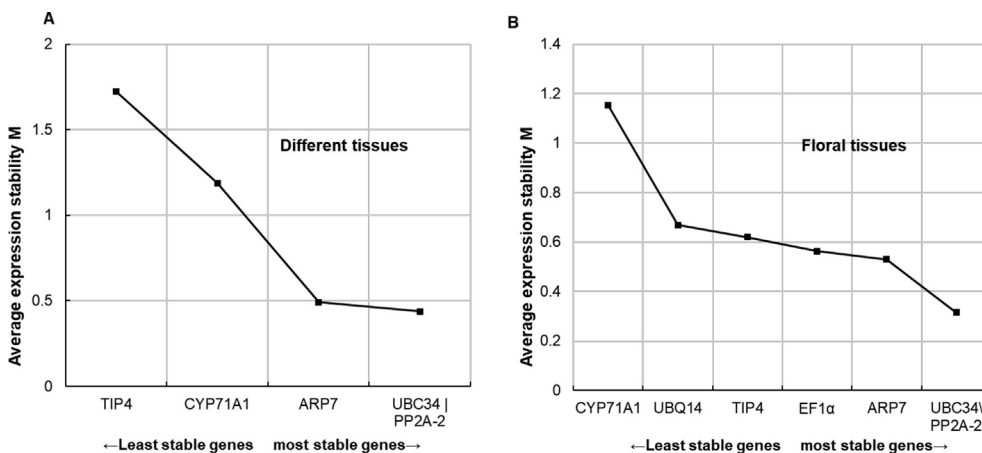 A
Average expression stability M
2
1.5
1
0.5
0
Different tissues
TIP4 CYP71A1 ARP7 UBC34 |
PP2A-2
←Least stable genes most stable genes→
B
Average expression stability M
1.4
1.2
1
0.8
0.6
0.4
0.2
0
Floral tissues
CYP71A1 UBQ14 TIP4 EF1α ARP7 UBC34\
PP2A-2
←Least stable genes most stable genes→